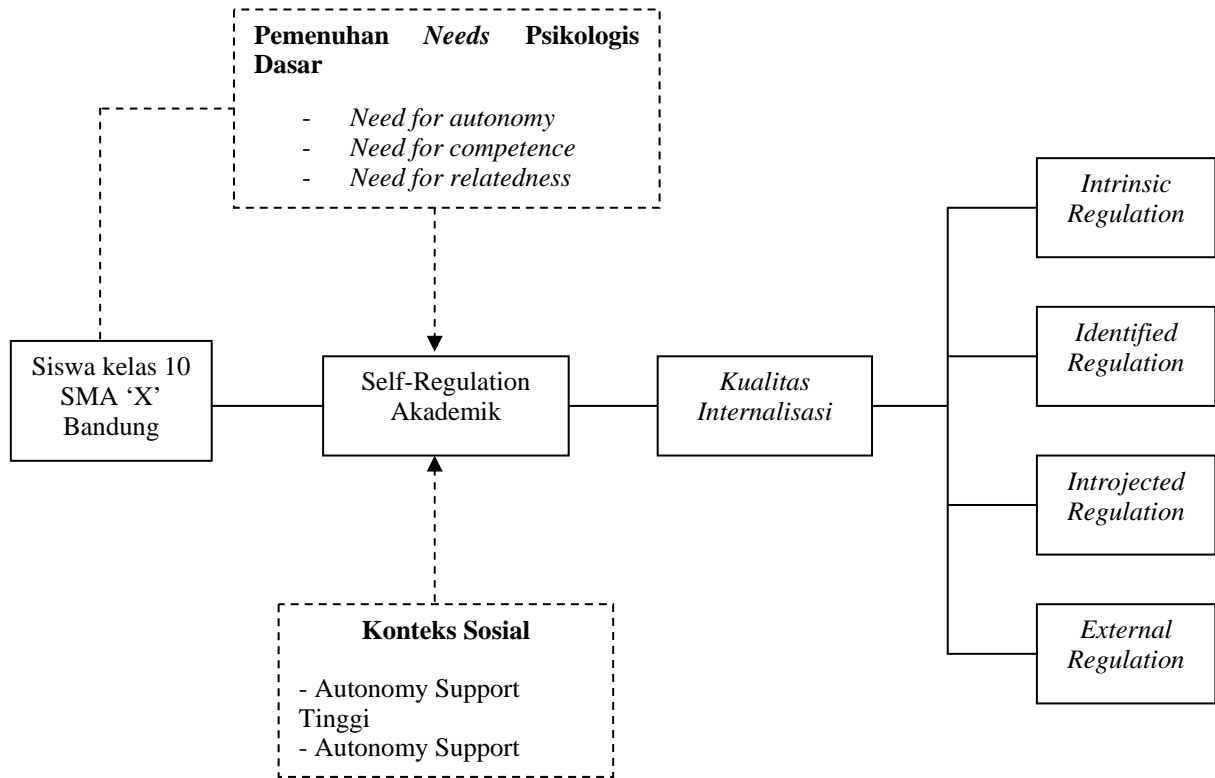 Pemenuhan Needs Psikologis
Dasar
- Need for autonomy
- Need for competence
- Need for relatedness
Siswa kelas 10
SMA ‘X’
Bandung
Self-Regulation
Akademik
Kualitas
Internalisasi
Intrinsic
Regulation
Identified
Regulation
Introjected
Regulation
External
Regulation
Konteks Sosial
- Autonomy Support
Tinggi
- Autonomy Support